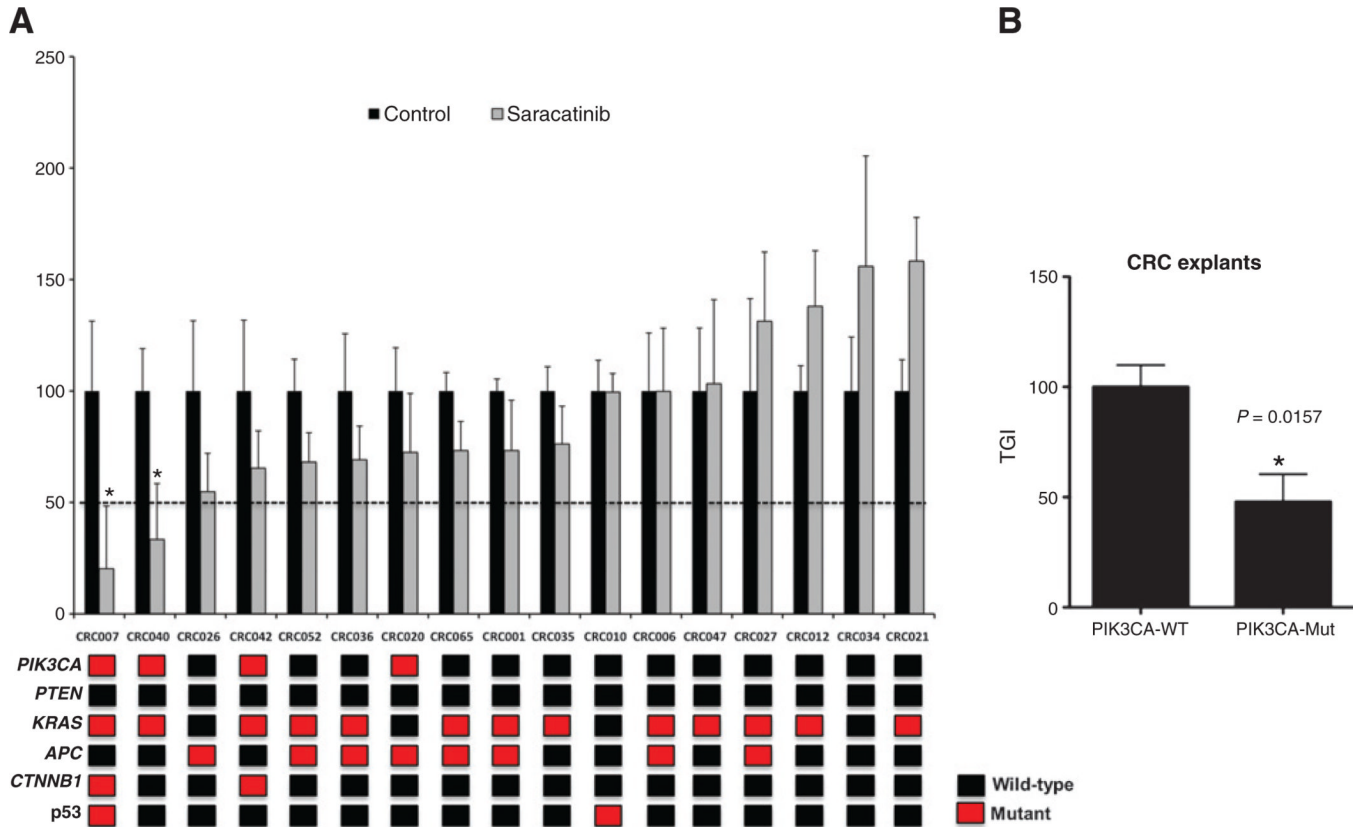 A
250
200
150
100
50
0
Control Saracatinib
* *
CRC007 CRC040 CRC026 CRC042 CRC052 CRC036 CRC020 CRC065 CRC001 CRC035 CRC010 CRC006 CRC047 CRC027 CRC012 CRC034 CRC021
PIK3CA
PTEN
KRAS
APC
CTNNB1
p53
Wild-type
Mutant
B
CRC explants
TGI
150
100
50
0
P = 0.0157
*
PIK3CA-WT PIK3CA-Mut